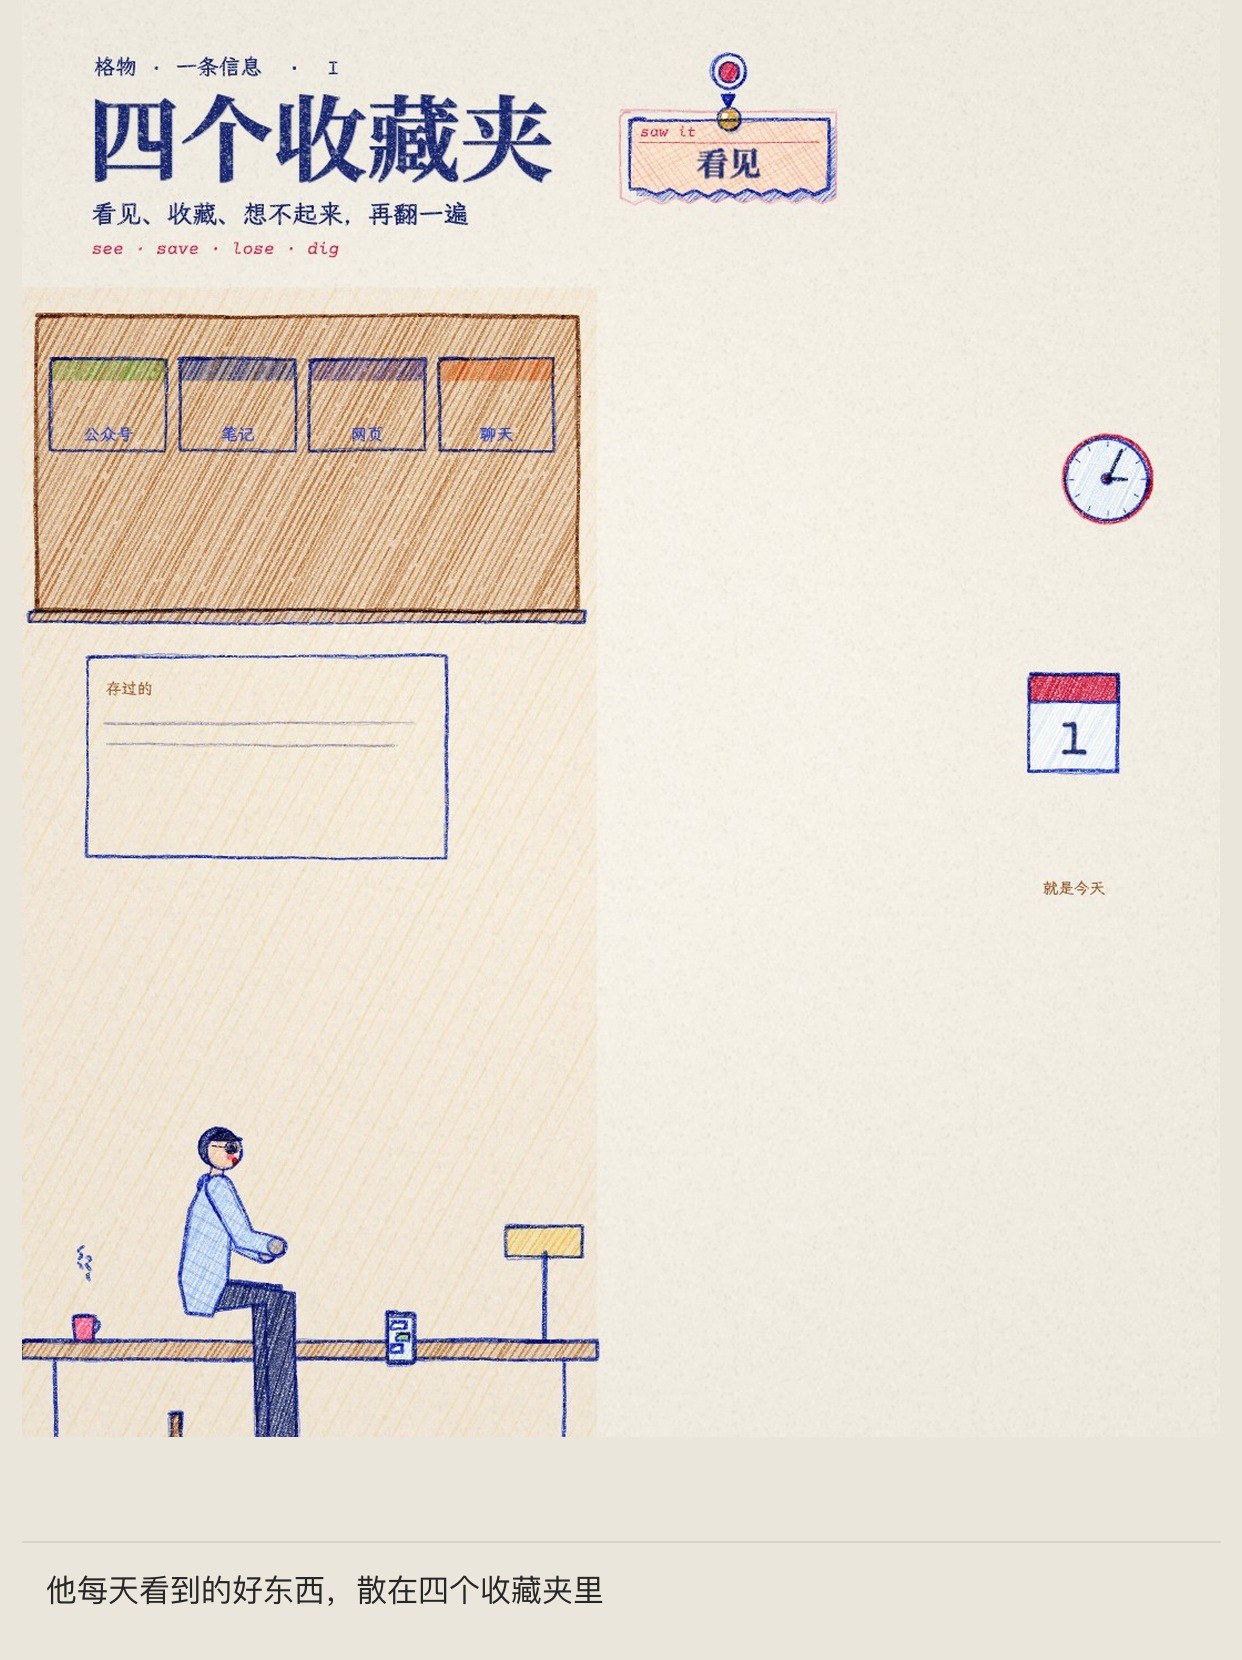 格物 · 一条信息 · I
四个收藏夹
看见、收藏、想不起来，再翻一遍
see · save · lose · dig
saw it
看见
公众号
笔记
网页
聊天
存过的
1
就是今天
他每天看到的好东西，散在四个收藏夹里